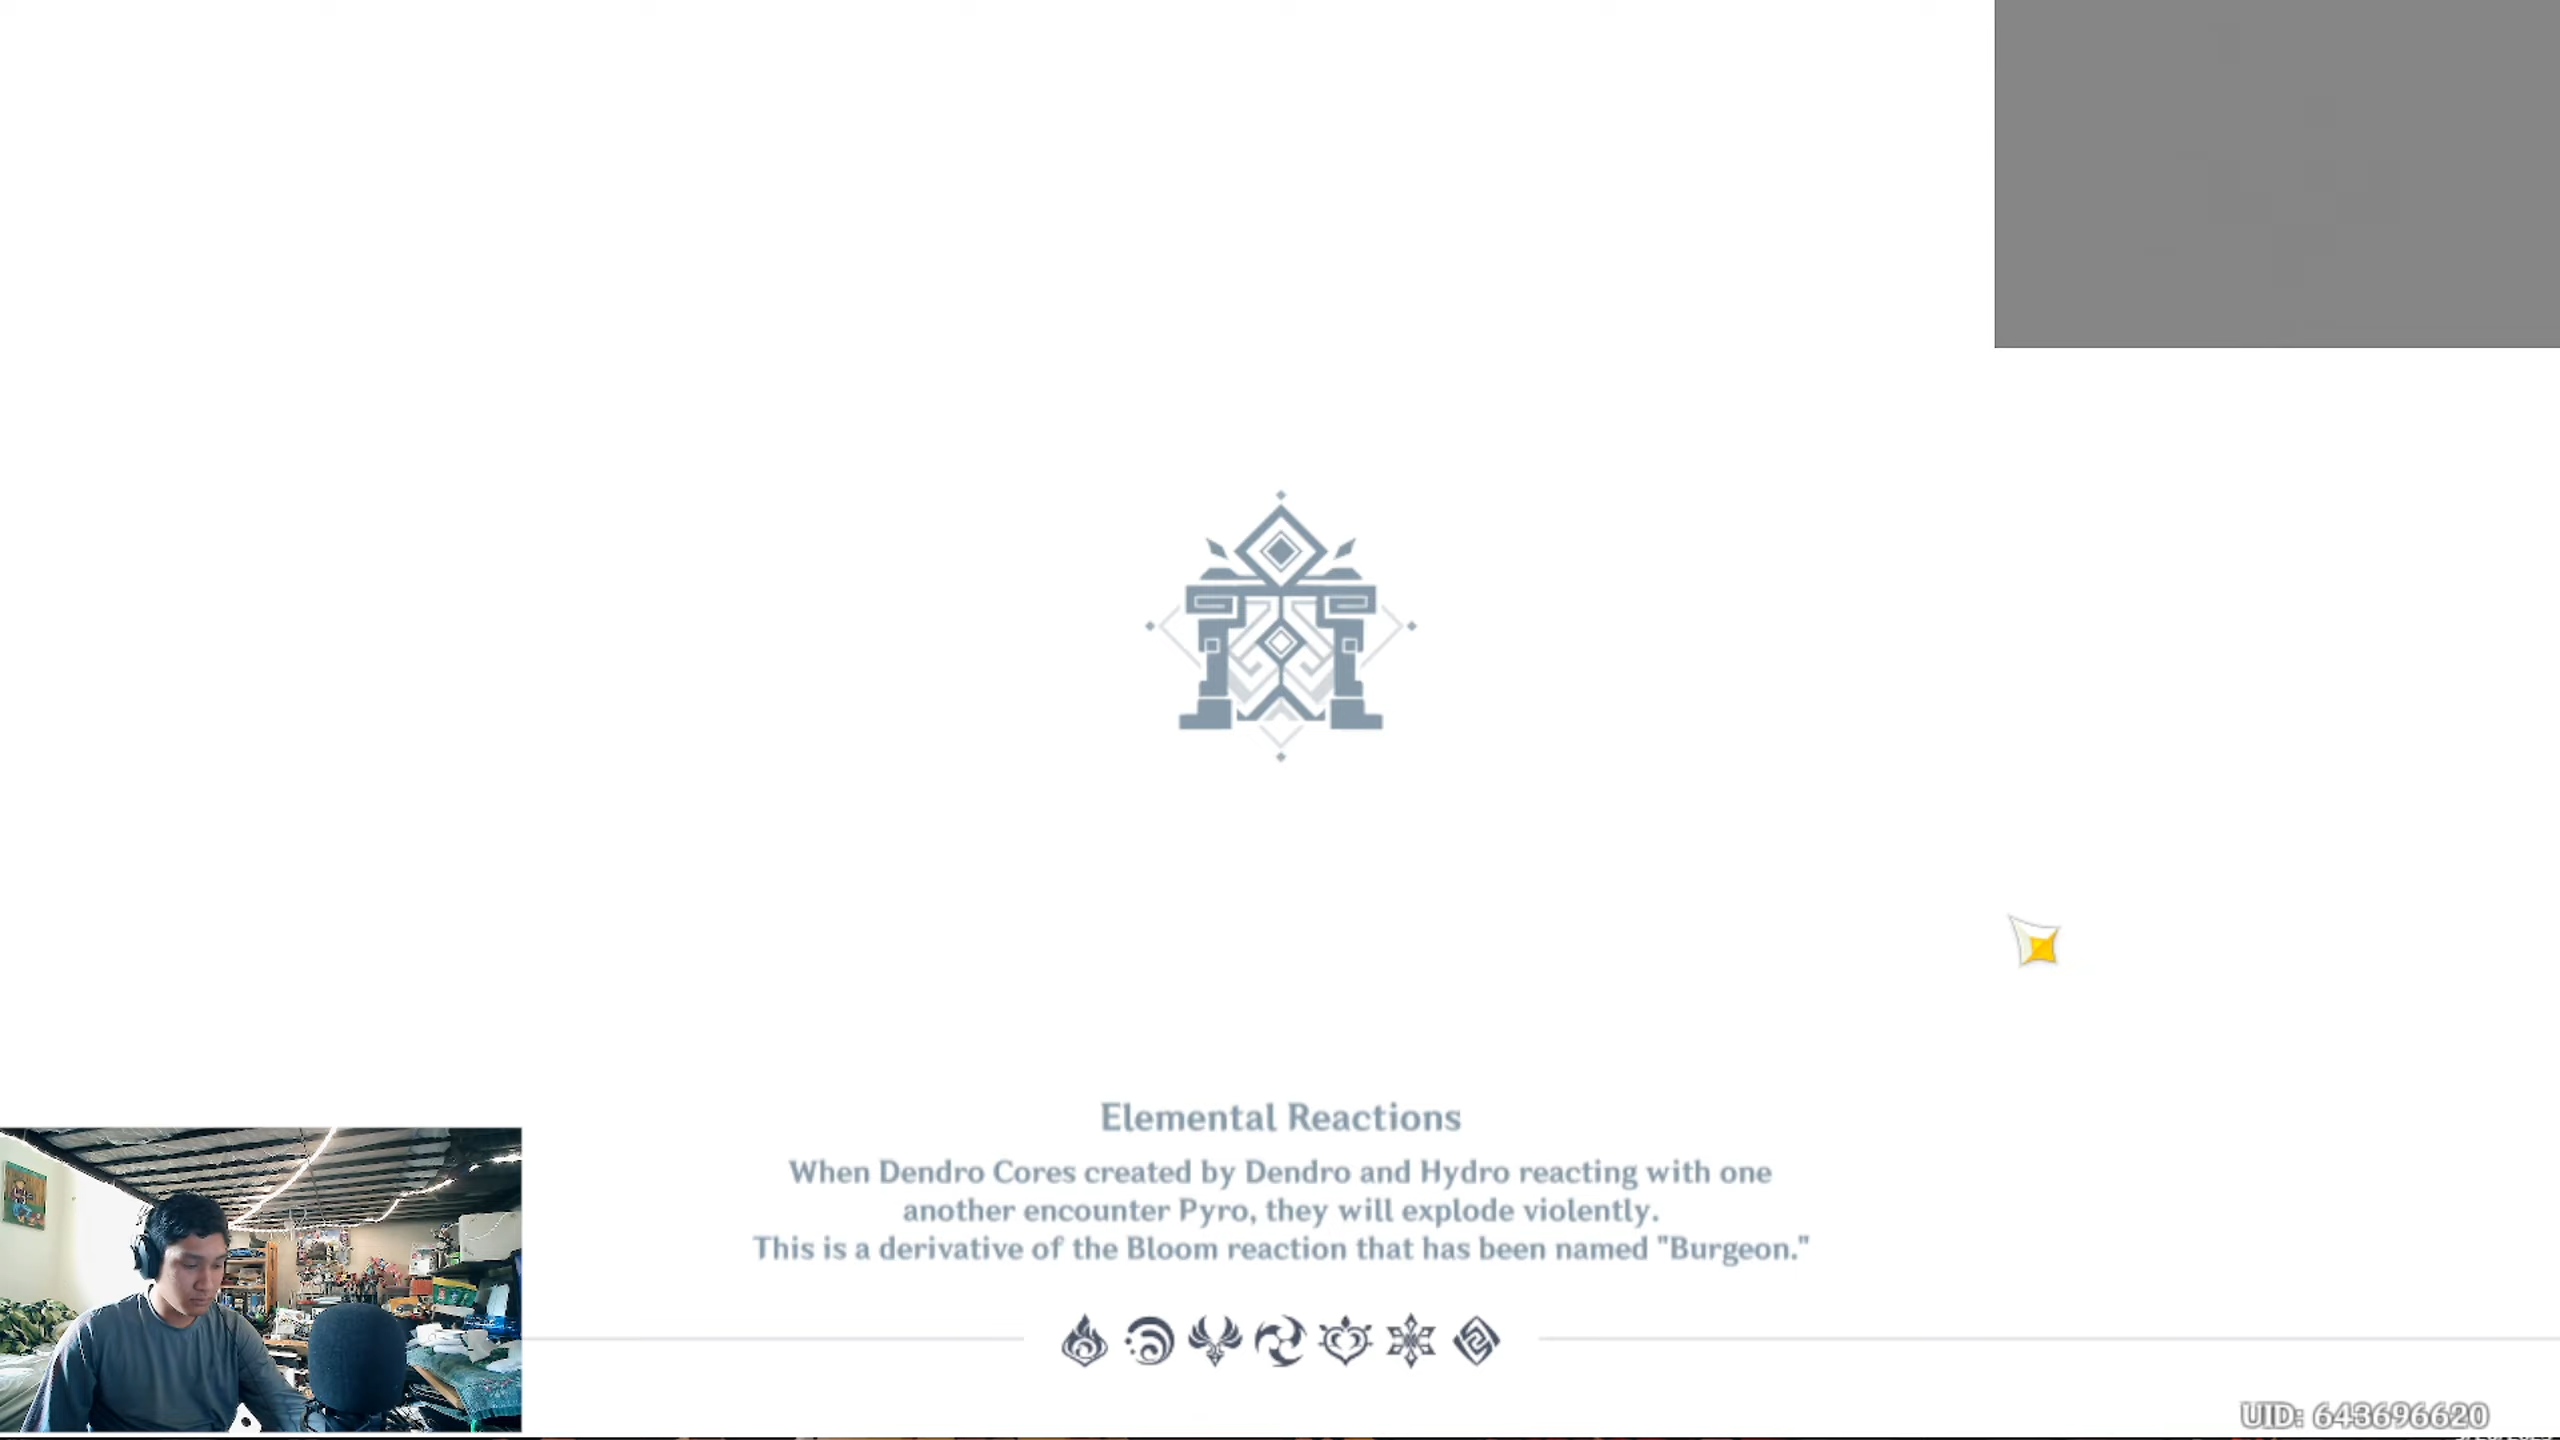 Elemental Reactions
When Dendro Cores created by Dendro and Hydro reacting with one
another encounter Pyro, they will explode violently.
This is a derivative of the Bloom reaction that has been named "Burgeon."
UID: 643696620